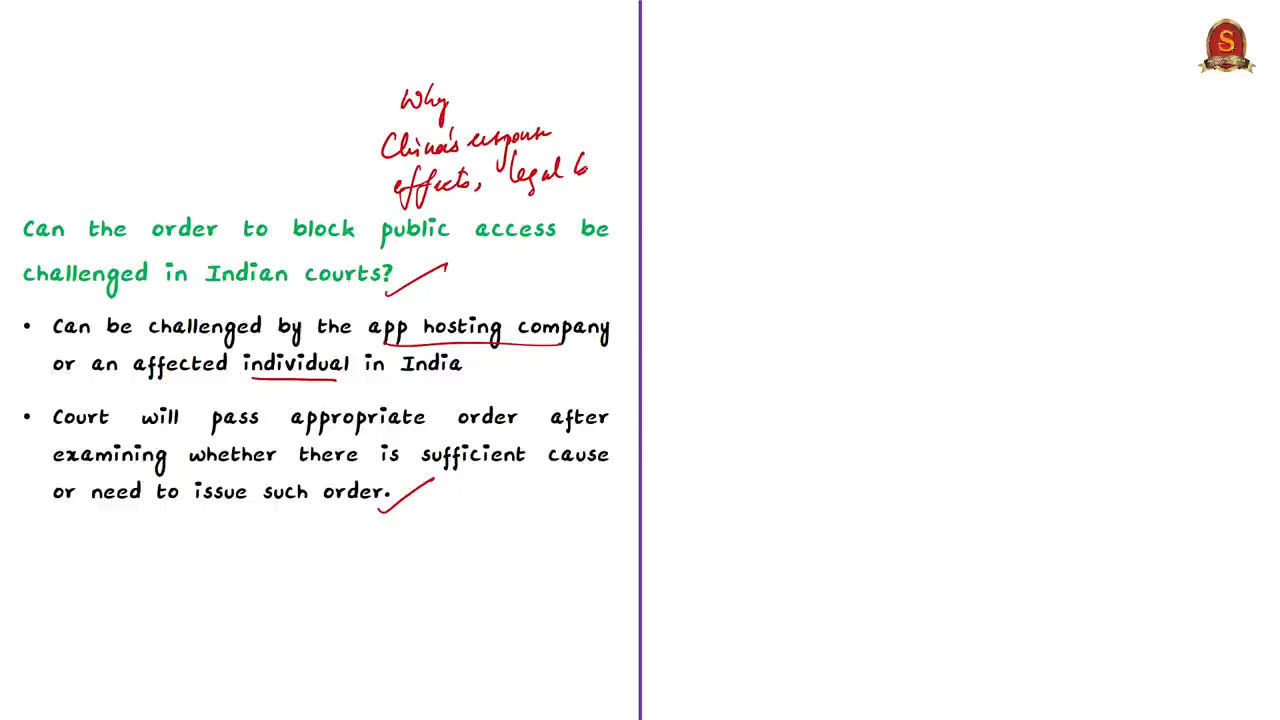 Why
China's response
effects, legal b
Can the order to block public access be
challenged in Indian courts?
• Can be challenged by the app hosting company
or an affected individual in India
• Court will pass appropriate order after
examining whether there is sufficient cause
or need to issue such order.
S